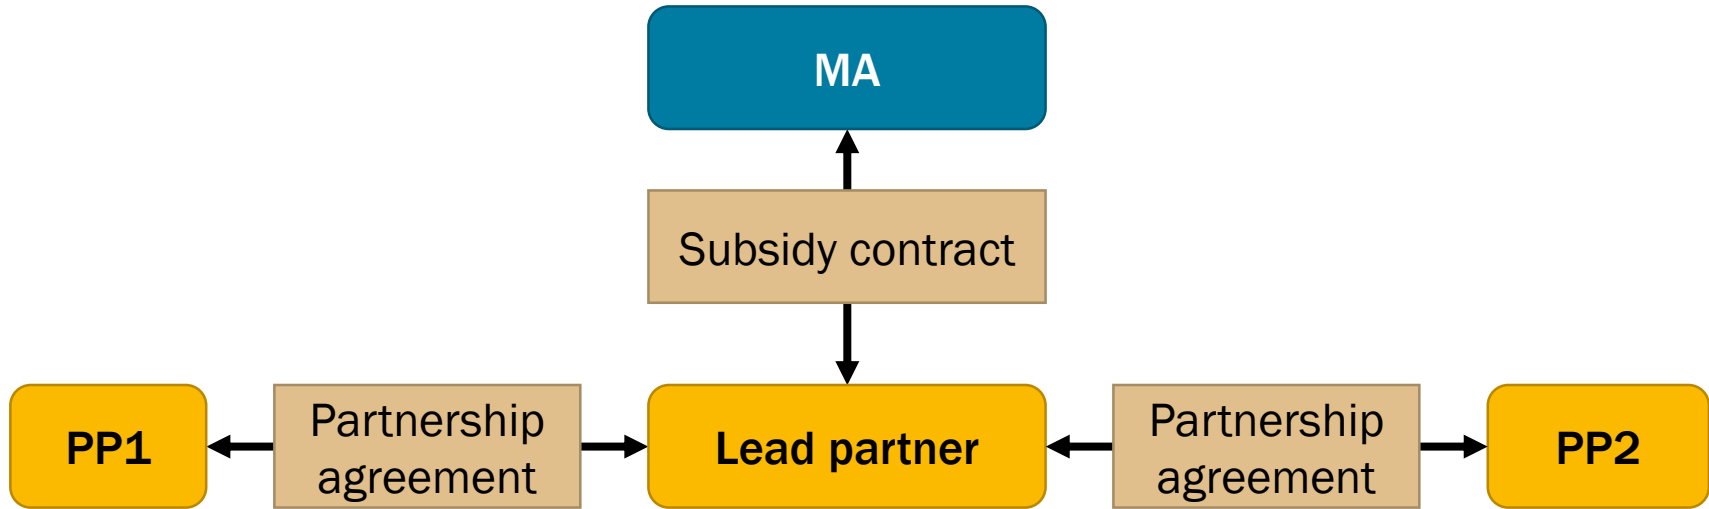 MA
Subsidy contract
PP1
Partnership
agreement
Lead partner
Partnership
agreement
PP2